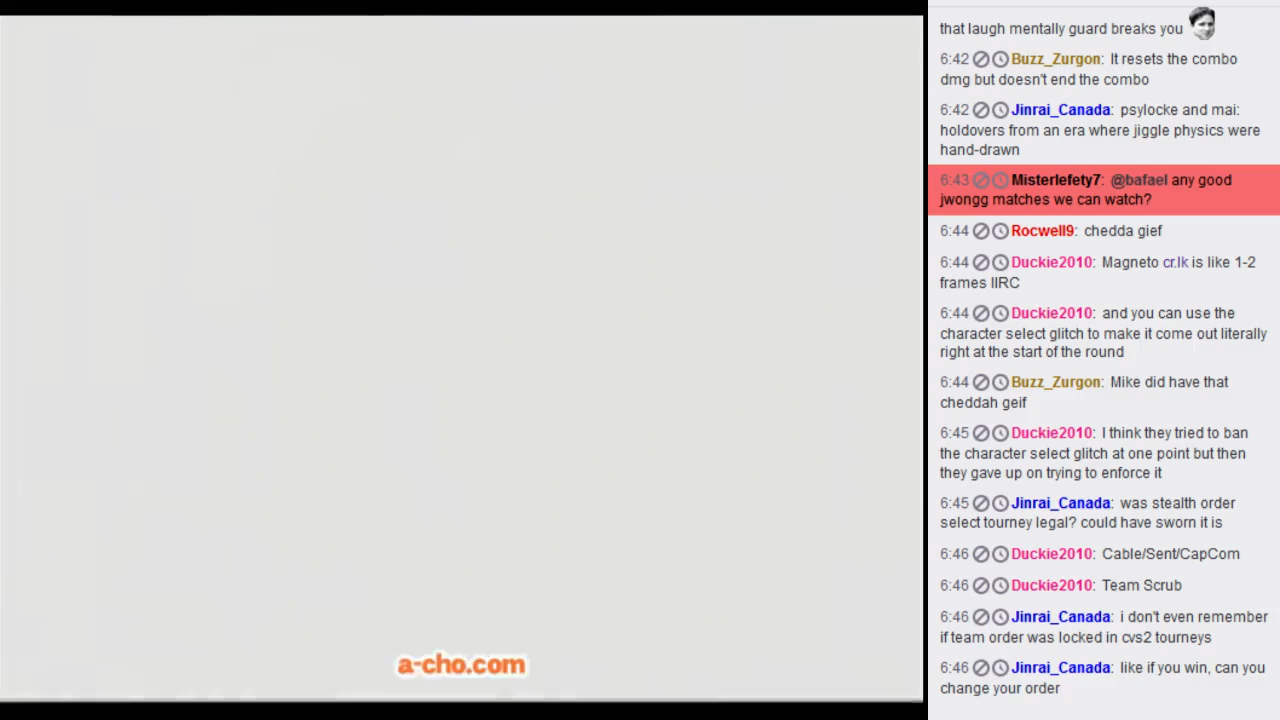 that laugh mentally guard breaks you
6:42 Buzz_Zurgon: It resets the combo
dmg but doesn't end the combo
6:42 Jinrai_Canada: psylocke and mai:
holdovers from an era where jiggle physics were
hand-drawn
6:43 Misterlefety7: @bafael any good
jwongg matches we can watch?
6:44 Rocwell9: chedda gief
6:44 Duckie2010: Magneto cr.lk is like 1-2
frames IIRC
6:44 Duckie2010: and you can use the
character select glitch to make it come out literally
right at the start of the round
6:44 Buzz_Zurgon: Mike did have that
cheddah geif
6:45 Duckie2010: I think they tried to ban
the character select glitch at one point but then
they gave up on trying to enforce it
6:45 Jinrai_Canada: was stealth order
select tourney legal? could have sworn it is
6:46 Duckie2010: Cable/Sent/CapCom
6:46 Duckie2010: Team Scrub
6:46 Jinrai_Canada: i don't even remember
if team order was locked in cvs2 tourneys
6:46 Jinrai_Canada: like if you win, can you
change your order
a-cho.com